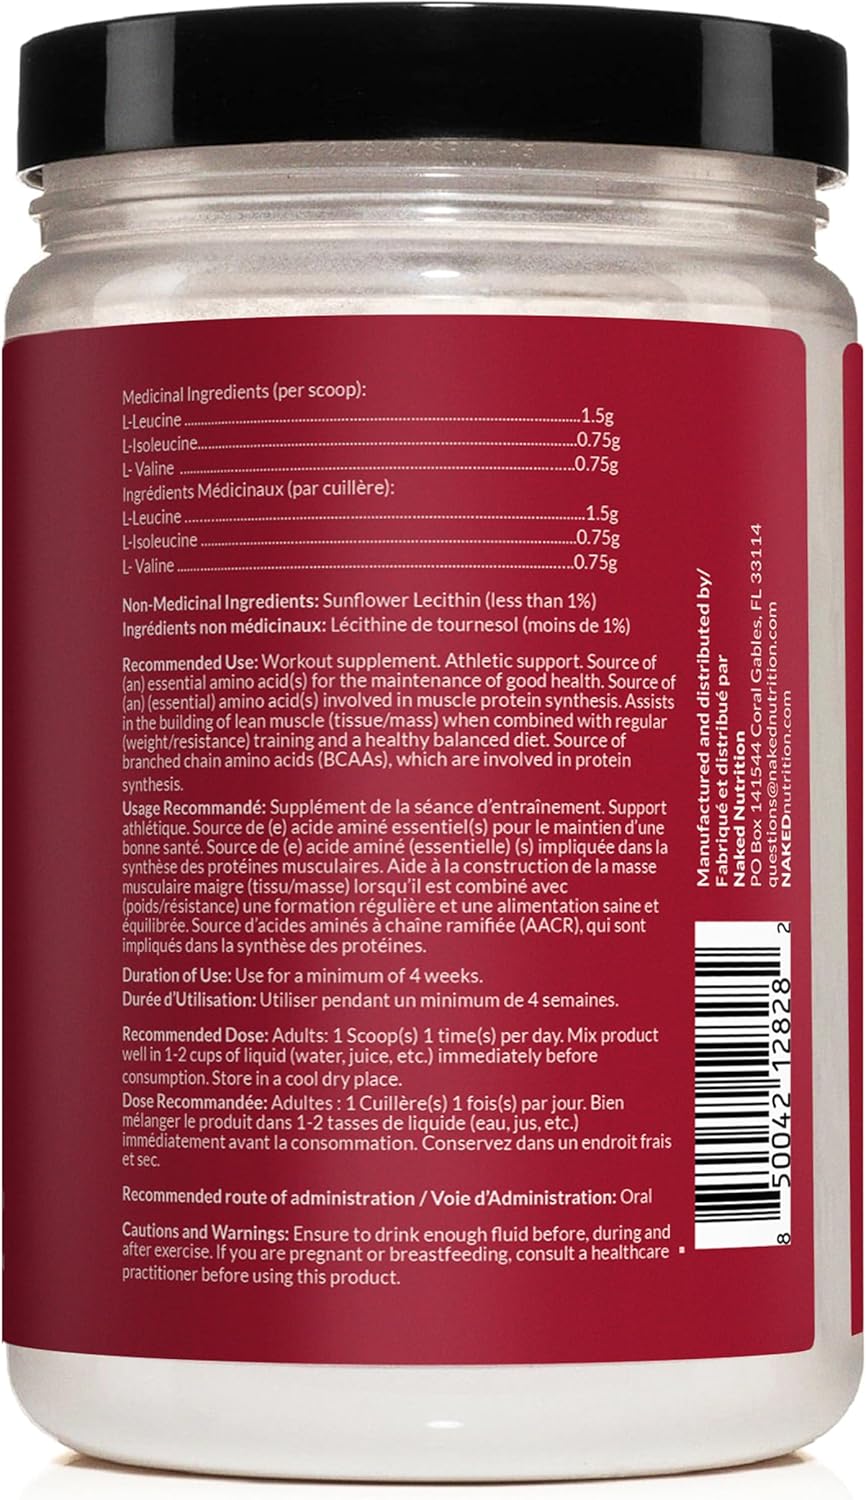 Medicinal Ingredients (per scoop):
L-Leucine ........................................................................................1.5g
L-Isoleucine.....................................................................................0.75g
L- Valine .........................................................................................0.75g
Ingrédients Médicinaux (par cuillère):
L-Leucine .........................................................................................1.5g
L-Isoleucine ....................................................................................0.75g
L- Valine .........................................................................................0.75g
Non-Medicinal Ingredients: Sunflower Lecithin (less than 1%)
Ingrédients non médicinaux: Lécithine de tournesol (moins de 1%)
Recommended Use: Workout supplement. Athletic support. Source of
(an) essential amino acid(s) for the maintenance of good health. Source of
(an) (essential) amino acid(s) involved in muscle protein synthesis. Assists
in the building of lean muscle (tissue/mass) when combined with regular
(weight/resistance) training and a healthy balanced diet. Source of
branched chain amino acids (BCAAs), which are involved in protein
synthesis.
Usage Recommandé: Supplément de la séance d'entraînement. Support
athlétique. Source de (e) acide aminé essentiel(s) pour le maintien d'une
bonne santé. Source de (e) acide aminé (essentielle) (s) impliquée dans la
synthèse des protéines musculaires. Aide à la construction de la masse
musculaire maigre (tissu/masse) lorsqu'il est combiné avec
(poids/résistance) une formation régulière et une alimentation saine et
équilibrée. Source d'acides aminés à chaîne ramifiée (AACR), qui sont
impliqués dans la synthèse des protéines.
Duration of Use: Use for a minimum of 4 weeks.
Durée d'Utilisation: Utiliser pendant un minimum de 4 semaines.
Recommended Dose: Adults: 1 Scoop(s) 1 time(s) per day. Mix product
well in 1-2 cups of liquid (water, juice, etc.) immediately before
consumption. Store in a cool dry place.
Dose Recommandée: Adultes : 1 Cuillère(s) 1 fois(s) par jour. Bien
mélanger le produit dans 1-2 tasses de liquide (eau, jus, etc.)
immédiatement avant la consommation. Conservez dans un endroit frais
et sec.
Recommended route of administration / Voie d'Administration: Oral
Cautions and Warnings: Ensure to drink enough fluid before, during and
after exercise. If you are pregnant or breastfeeding, consult a healthcare
practitioner before using this product.
Manufactured and distributed by/
Fabriqué et distribué par
Naked Nutrition
PO Box 141544 Coral Gables, FL 33114
questions@nakednutrition.com
NAKEDnutrition.com
8 50042 12828 2